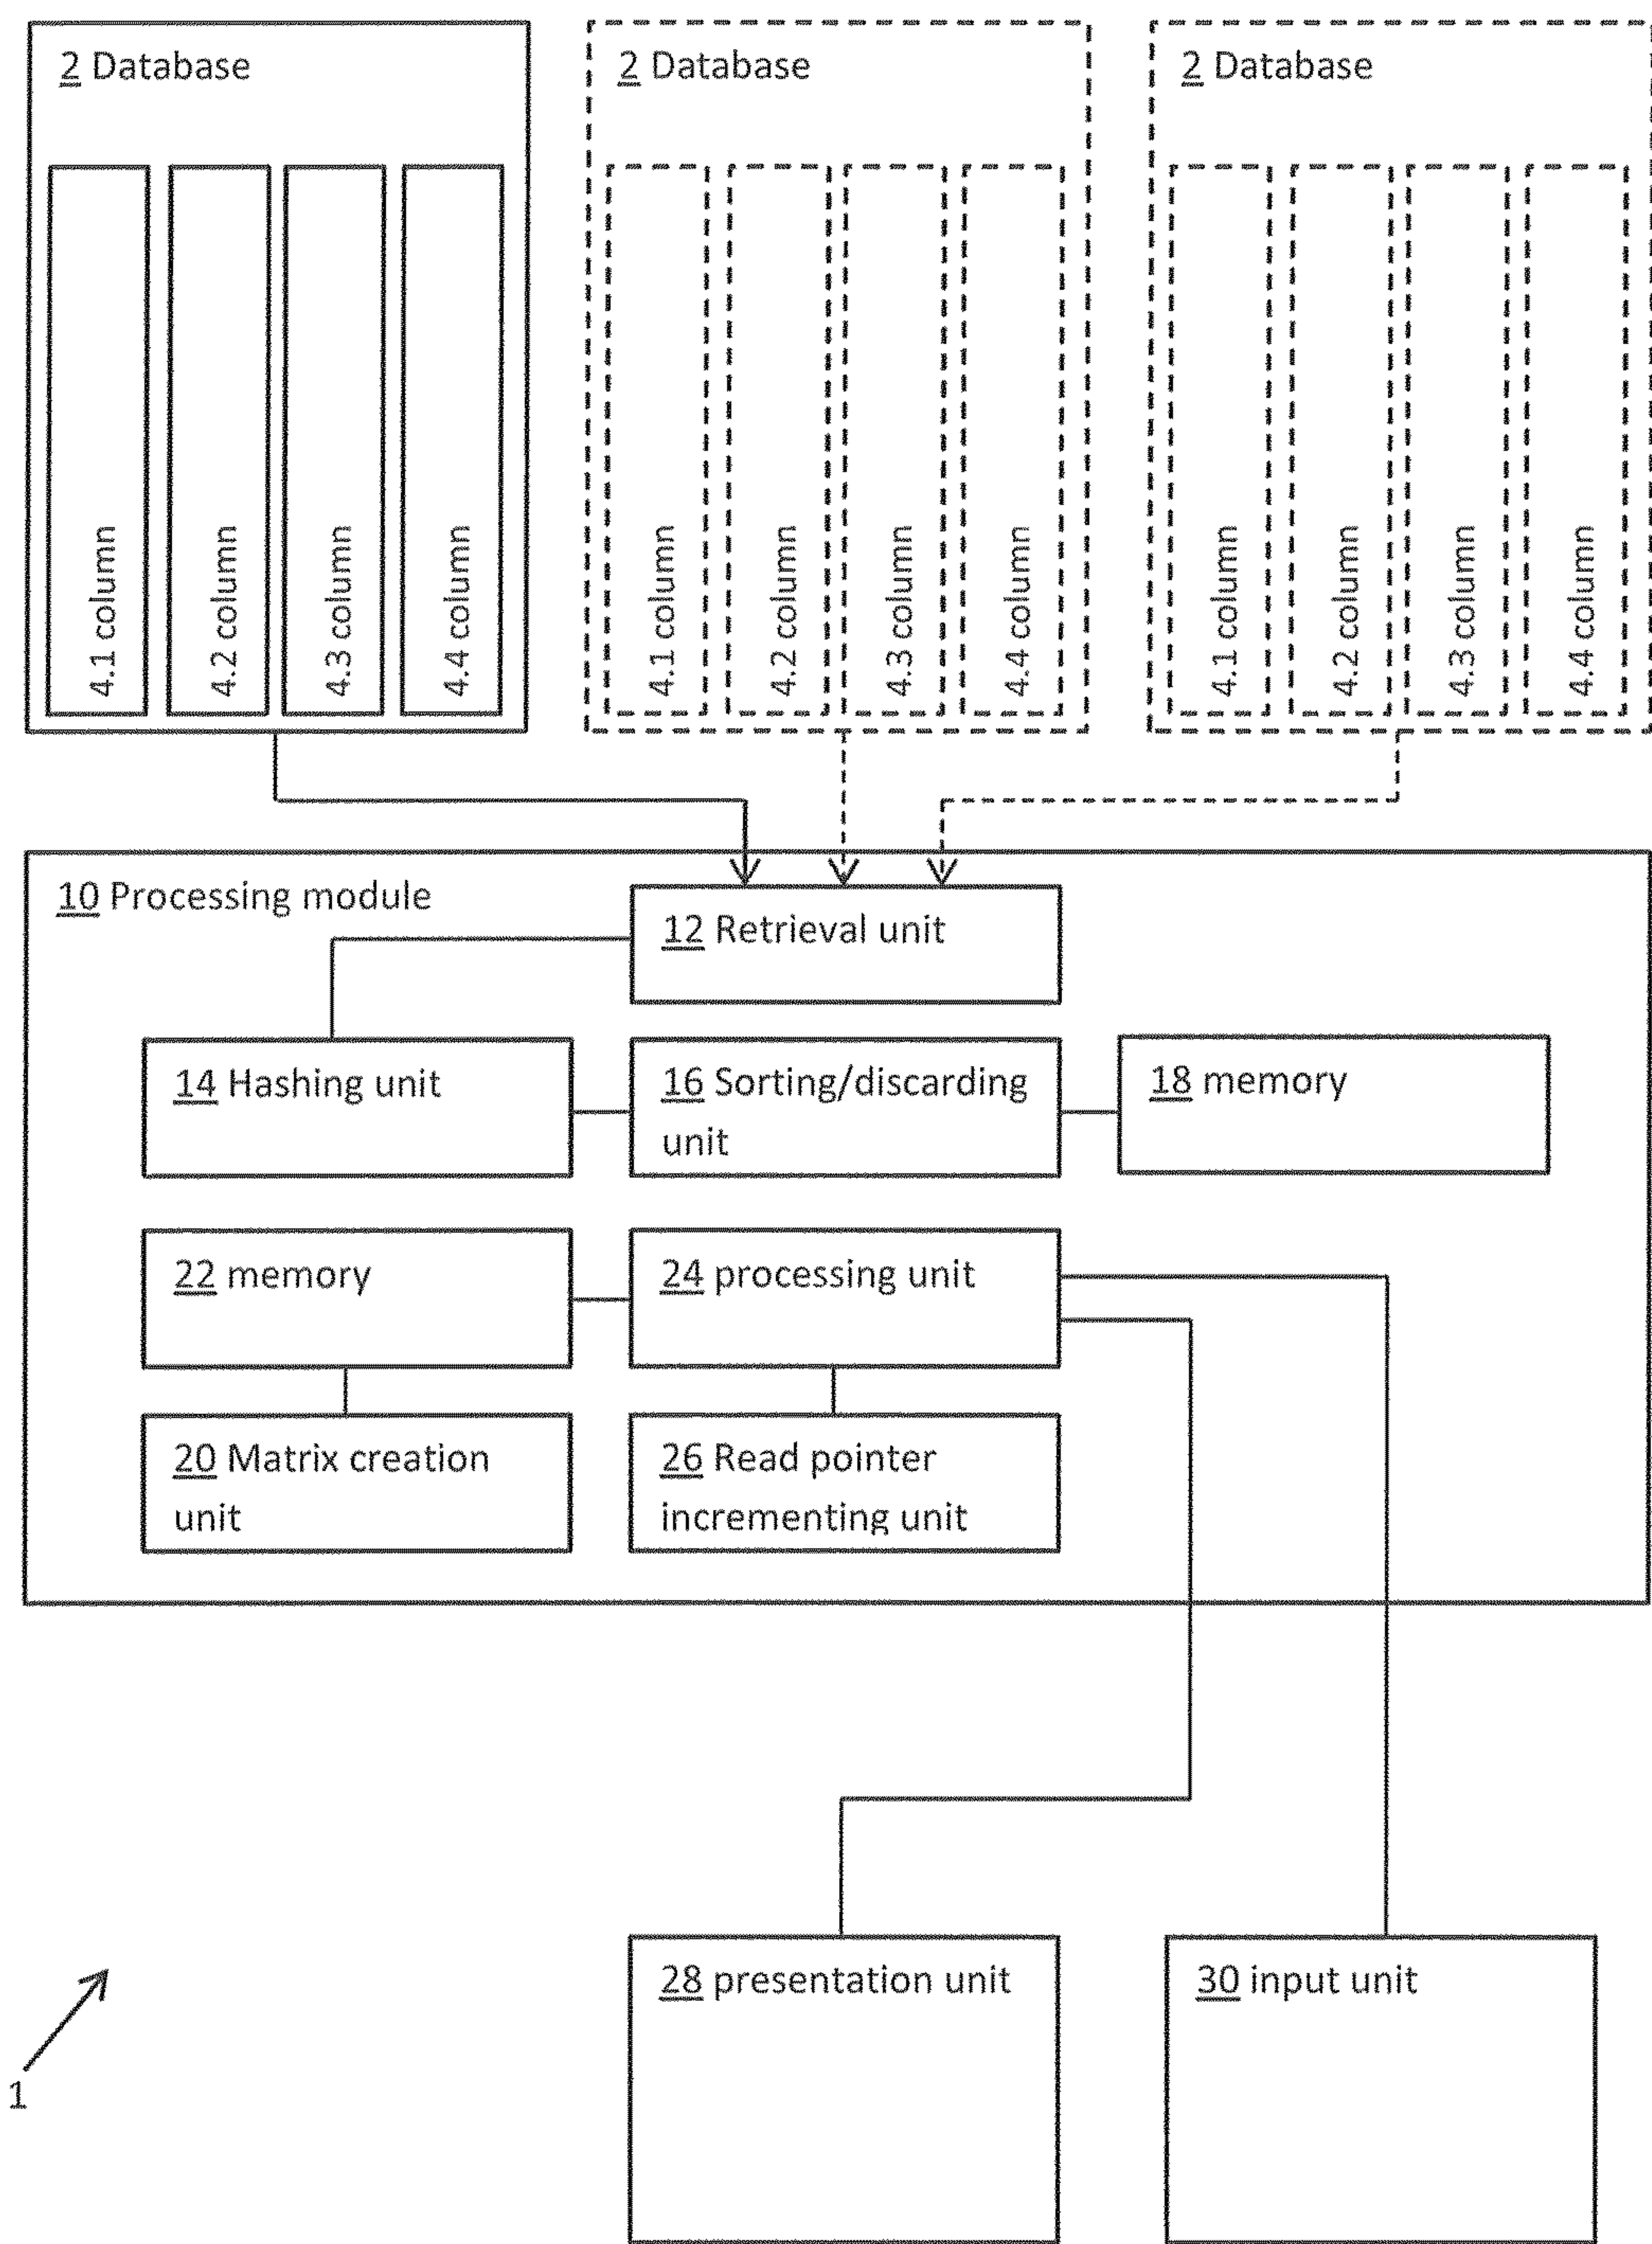 2 Database
4.1 column
4.2 column
4.3 column
4.4 column
2 Database
4.1 column
4.2 column
4.3 column
4.4 column
2 Database
4.1 column
4.2 column
4.3 column
4.4 column
10 Processing module
12 Retrieval unit
14 Hashing unit
16 Sorting/discarding
unit
18 memory
22 memory
24 processing unit
20 Matrix creation
unit
26 Read pointer
incrementing unit
28 presentation unit
30 input unit
1